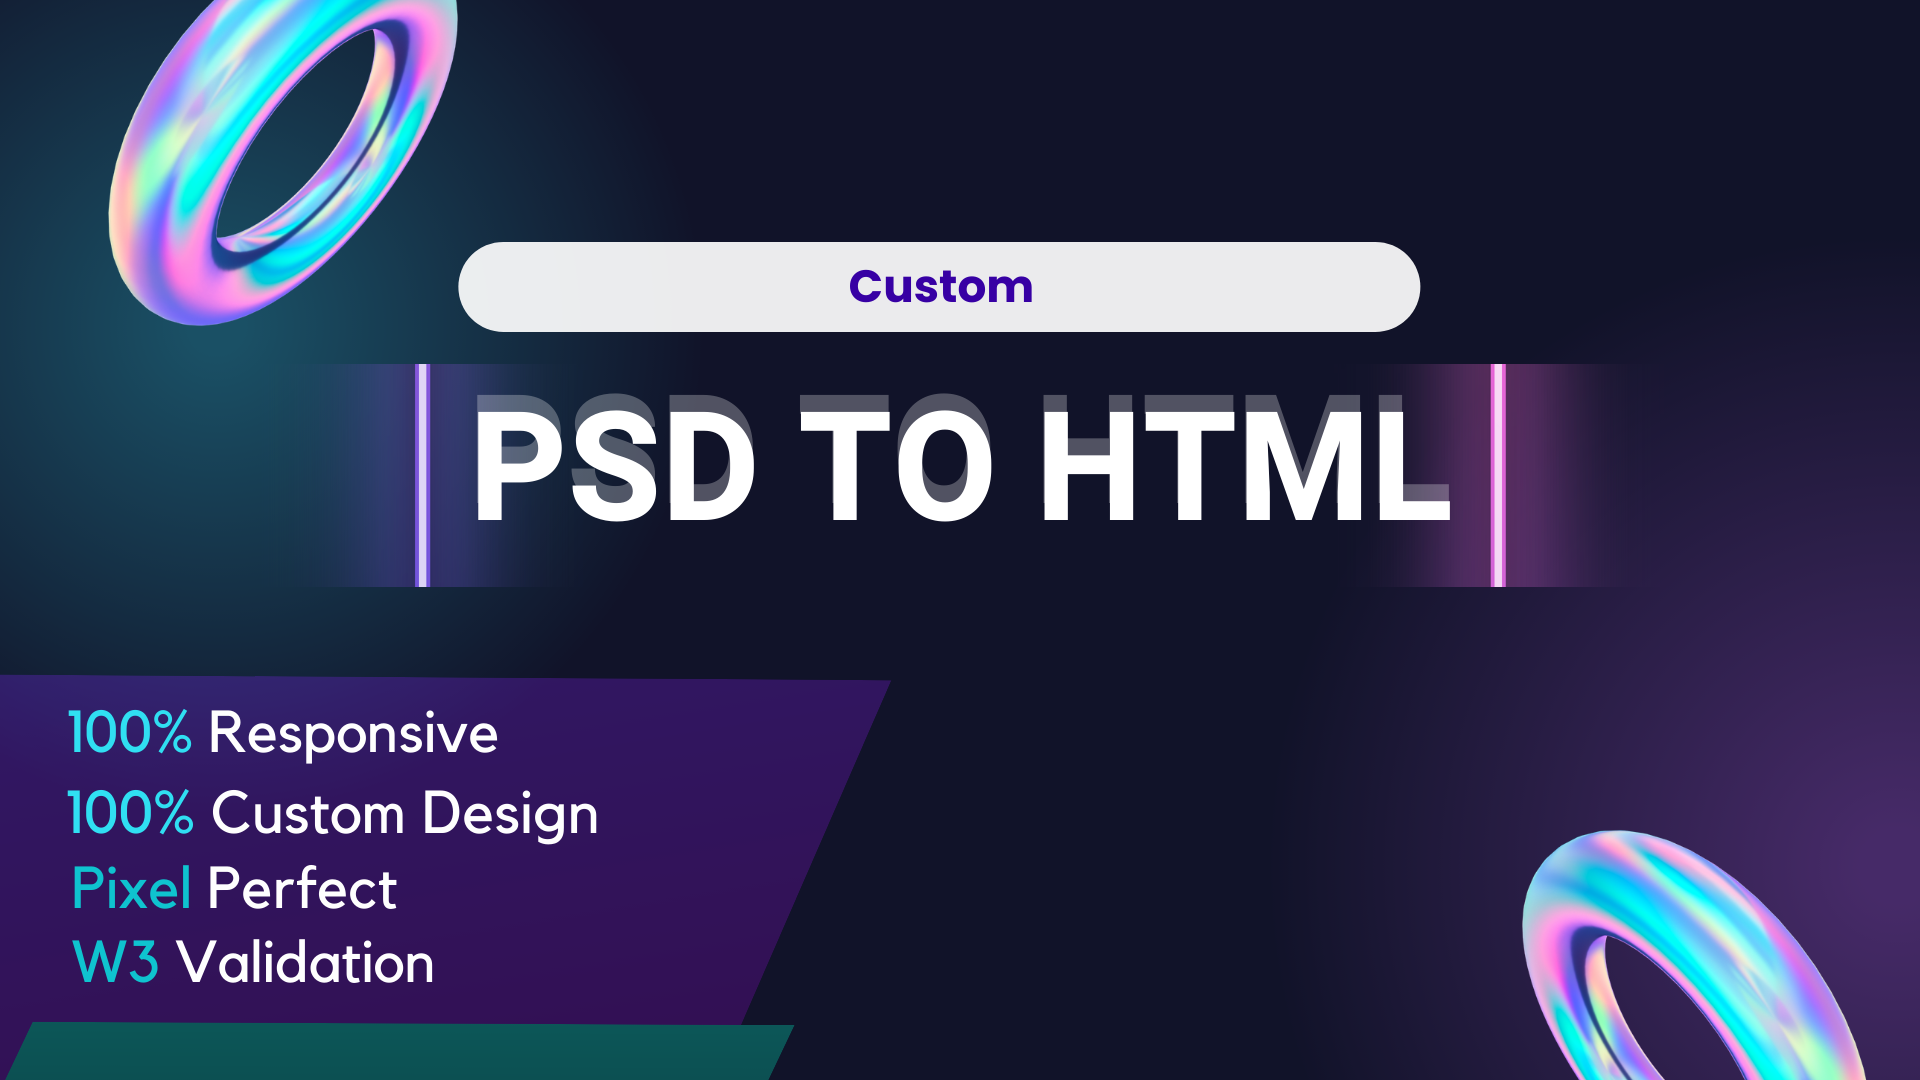 Custom
PSD TO HTML
100% Responsive
100% Custom Design
Pixel Perfect
W3 Validation